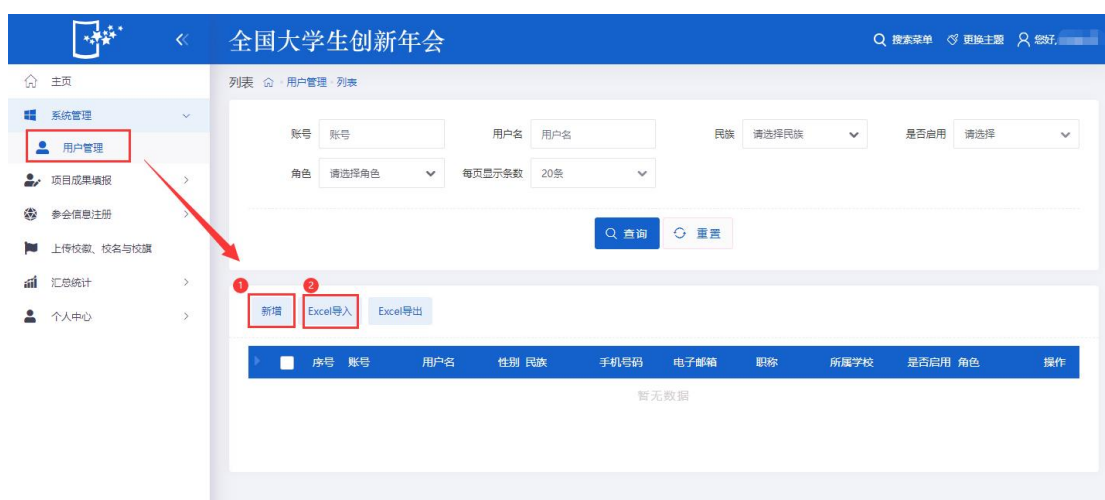 全国大学生创新年会
搜索菜单 更换主题 您好,
主页
系统管理
用户管理
项目成果填报
参会信息注册
上传校徽、校名与校旗
汇总统计
个人中心
列表 用户管理 列表
账号 账号 用户名 用户名 民族 请选择民族 是否启用 请选择
角色 请选择角色 每页显示条数 20条
查询 重置
1 2
新增 Excel导入 Excel导出
序号 账号 用户名 性别 民族 手机号码 电子邮箱 职称 所属学校 是否启用 角色 操作
暂无数据